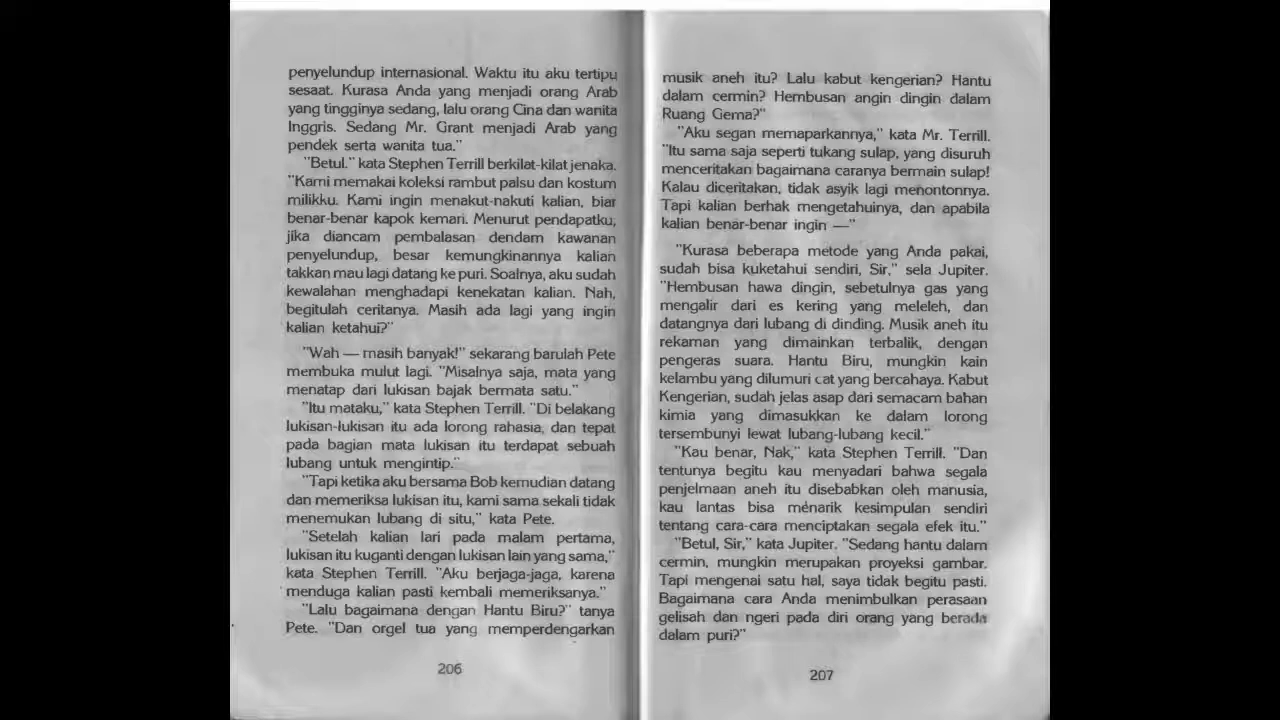 penyelundup internasional. Waktu itu aku tertipu
sesaat. Kurasa Anda yang menjadi orang Arab
yang tingginya sedang, lalu orang Cina dan wanita
Inggris. Sedang Mr. Grant menjadi Arab yang
pendek serta wanita tua."
"Betul." kata Stephen Terrill berkilat-kilat jenaka.
"Kami memakai koleksi rambut palsu dan kostum
milikku. Kami ingin menakut-nakuti kalian, biar
benar-benar kapok kemari. Menurut pendapatku,
jika diancam pembalasan dendam kawanan
penyelundup, besar kemungkinannya kalian
takkan mau lagi datang ke puri. Soalnya, aku sudah
kewalahan menghadapi kenekatan kalian. Nah,
begitulah ceritanya. Masih ada lagi yang ingin
kalian ketahui?"
"Wah — masih banyak!" sekarang barulah Pete
membuka mulut lagi. "Misalnya saja, mata yang
menatap dari lukisan bajak bermata satu."
"Itu mataku," kata Stephen Terrill. "Di belakang
lukisan-lukisan itu ada lorong rahasia, dan tepat
pada bagian mata lukisan itu terdapat sebuah
lubang untuk mengintip."
"Tapi ketika aku bersama Bob kemudian datang
dan memeriksa lukisan itu, kami sama sekali tidak
menemukan lubang di situ," kata Pete.
"Setelah kalian lari pada malam pertama,
lukisan itu kuganti dengan lukisan lain yang sama,"
kata Stephen Terrill. "Aku berjaga-jaga, karena
menduga kalian pasti kembali memeriksanya."
"Lalu bagaimana dengan Hantu Biru?" tanya
Pete. "Dan orgel tua yang memperdengarkan
206
musik aneh itu? Lalu kabut kengerian? Hantu
dalam cermin? Hembusan angin dingin dalam
Ruang Gema?"
"Aku segan memaparkannya," kata Mr. Terrill.
"Itu sama saja seperti tukang sulap, yang disuruh
menceritakan bagaimana caranya bermain sulap!
Kalau diceritakan, tidak asyik lagi menontonnya.
Tapi kalian berhak mengetahuinya, dan apabila
kalian benar-benar ingin —"
"Kurasa beberapa metode yang Anda pakai,
sudah bisa kuketahui sendiri, Sir," sela Jupiter.
"Hembusan hawa dingin, sebetulnya gas yang
mengalir dari es kering yang meleleh, dan
datangnya dari lubang di dinding. Musik aneh itu
rekaman yang dimainkan terbalik, dengan
pengeras suara. Hantu Biru, mungkin kain
kelambu yang dilumuri cat yang bercahaya. Kabut
Kengerian, sudah jelas asap dari semacam bahan
kimia yang dimasukkan ke dalam lorong
tersembunyi lewat lubang-lubang kecil."
"Kau benar, Nak," kata Stephen Terrill. "Dan
tentunya begitu kau menyadari bahwa segala
penjelmaan aneh itu disebabkan oleh manusia,
kau lantas bisa menarik kesimpulan sendiri
tentang cara-cara menciptakan segala efek itu."
"Betul, Sir," kata Jupiter. "Sedang hantu dalam
cermin, mungkin merupakan proyeksi gambar.
Tapi mengenai satu hal, saya tidak begitu pasti.
Bagaimana cara Anda menimbulkan perasaan
gelisah dan ngeri pada diri orang yang berada
dalam puri?"
207